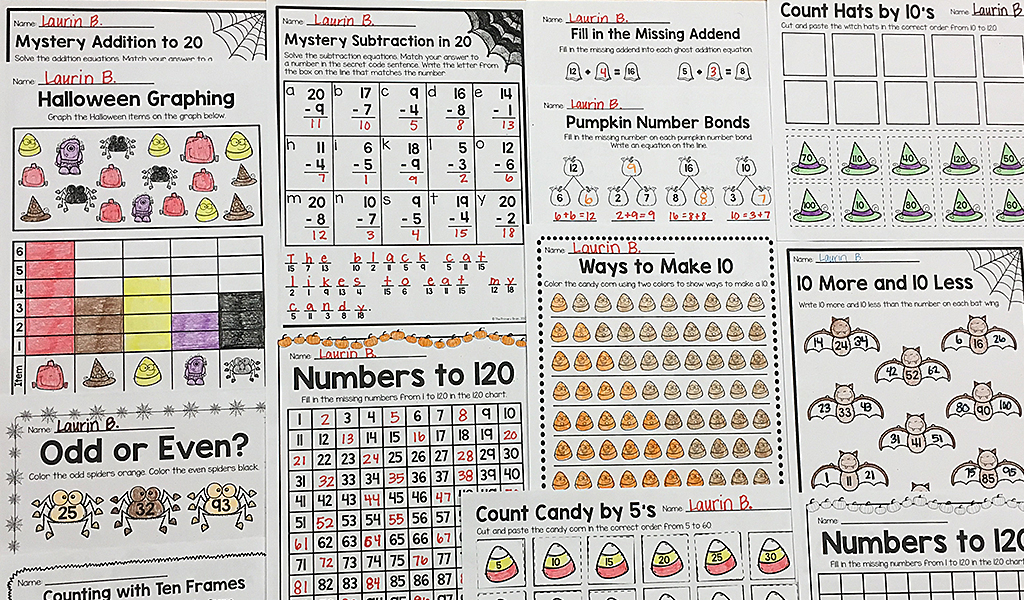 Name: Laurin B.
Mystery Addition to 20
Solve the addition equations. Match your answer to
Name: Laurin B.
Halloween Graphing
Graph the Halloween items on the graph below.
6
5
4
3
2
1
Item
Name: Laurin B.
Odd or Even?
Color the odd spiders orange. Color the even spiders black.
25 32 93
Name:
Counting with Ten Frames
Name: Laurin B.
Mystery Subtraction in 20
Solve the subtraction equations. Match your answer to
a number in the secret code sentence. Write the letter from
the box on the line that matches the number.
a 20 b 17 c 9 d 16 e 14
-9 -7 -4 -8 -1
11 10 5 8 13
h 11 i 6 k 18 l 5 o 12
-4 -5 -9 -3 -6
7 1 9 2 6
m 20 n 10 s 9 t 19 y 20
-8 -7 -5 -4 -2
12 3 4 15 18
The black cat
15 7 13 10 2 11 5 9 5 11 15
likes to eat my
2 1 9 13 4 15 6 13 11 15 12 18
candy.
5 11 3 8 18
Name: Laurin B.
Numbers to 120
Fill in the missing numbers from 1 to 120 in the 120 chart.
1 2 3 4 5 6 7 8 9 10
11 12 13 14 15 16 17 18 19 20
21 22 23 24 25 26 27 28 29 30
31 32 33 34 35 36 37 38 39 40
41 42 43 44 45 46 47
51 52 53 54 55 56 57
61 62 63 64 65 66 67
71 72 73 74 75 76 77
81 82 83 84 85 86 87
Name: Laurin B.
Fill in the Missing Addend
Fill in the missing addend into each ghost addition equation.
12 + 4 = 16 5 + 3 = 8
Name: Laurin B.
Pumpkin Number Bonds
Fill in the missing number on each pumpkin number bond.
Write an equation on the line.
12 9 16 10
6 6 2 7 8 8 3 7
6+6=12 2+7=9 16=8+8 10=3+7
Name: Laurin B.
Ways to Make 10
Color the candy corn using two colors to show ways to make a 10.
Count Candy by 5's Name: Laurin B.
Cut and paste the candy corn in the correct order from 5 to 60
5 10 15 20 25 30
Count Hats by 10's Name: Laurin B
Cut and paste the witch hats in the correct order from 10 to 120
70 110 40 120 50
100 10 80 20 60
Name: Laurin B.
10 More and 10 Less
Write 10 more and 10 less than the number on each bat wing.
14 24 34 6 16 26
42 52 62
23 33 43 80 90 100
31 41 51
1 11 21 75 85 95
Name:
Numbers to 120
Fill in the missing numbers from 1 to 120 in the 120 chart.